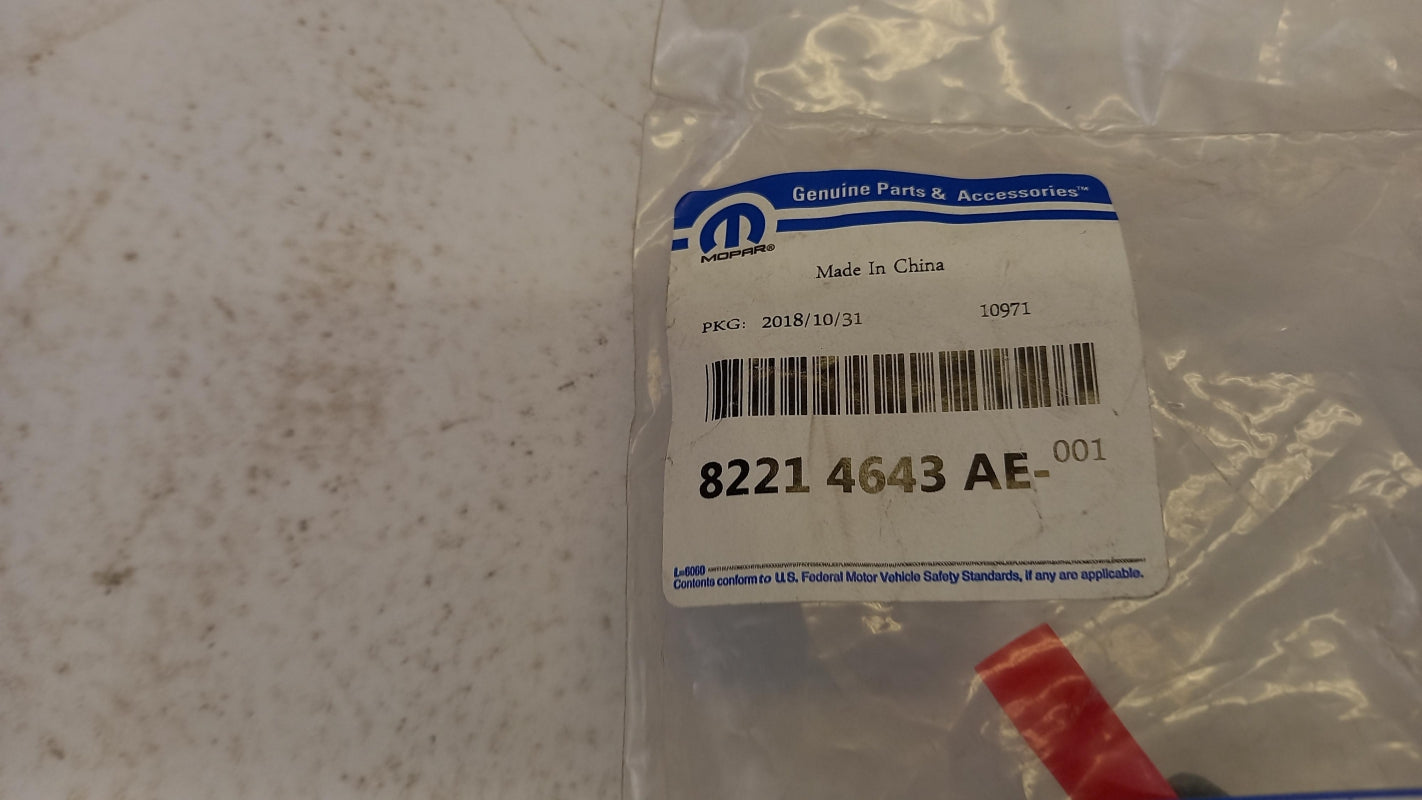 Genuine Parts & Accessories™
MOPAR®
Made In China
PKG: 2018/10/31 10971
8221 4643 AE-001
L-6060
Contents conform to U.S. Federal Motor Vehicle Safety Standards, if any are applicable.